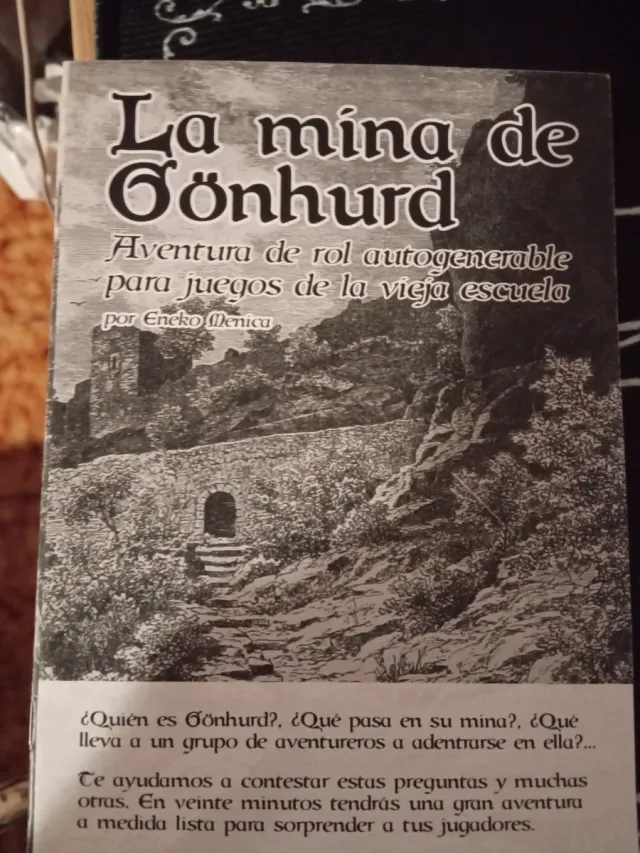 La mina de
Gönhurd
Aventura de rol autogenerable
para juegos de la vieja escuela
por Eneko Menica
¿Quién es Gönhurd?, ¿Qué pasa en su mina?, ¿Qué
lleva a un grupo de aventureros a adentrarse en ella?...
Te ayudamos a contestar estas preguntas y muchas
otras. En veinte minutos tendrás una gran aventura
a medida lista para sorprender a tus jugadores.